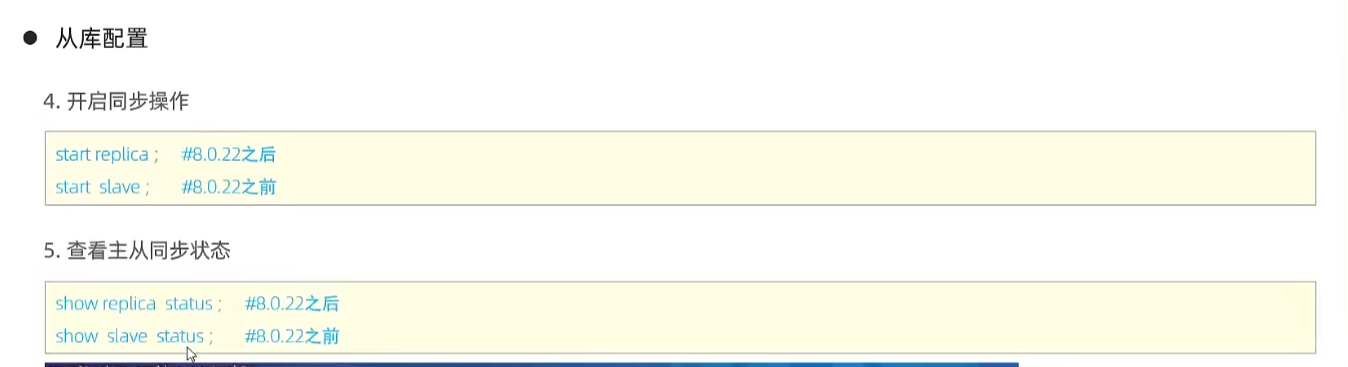 ● 从库配置
4. 开启同步操作
start replica ; #8.0.22之后
start slave ; #8.0.22之前
5. 查看主从同步状态
show replica status ; #8.0.22之后
show slave status ; #8.0.22之前